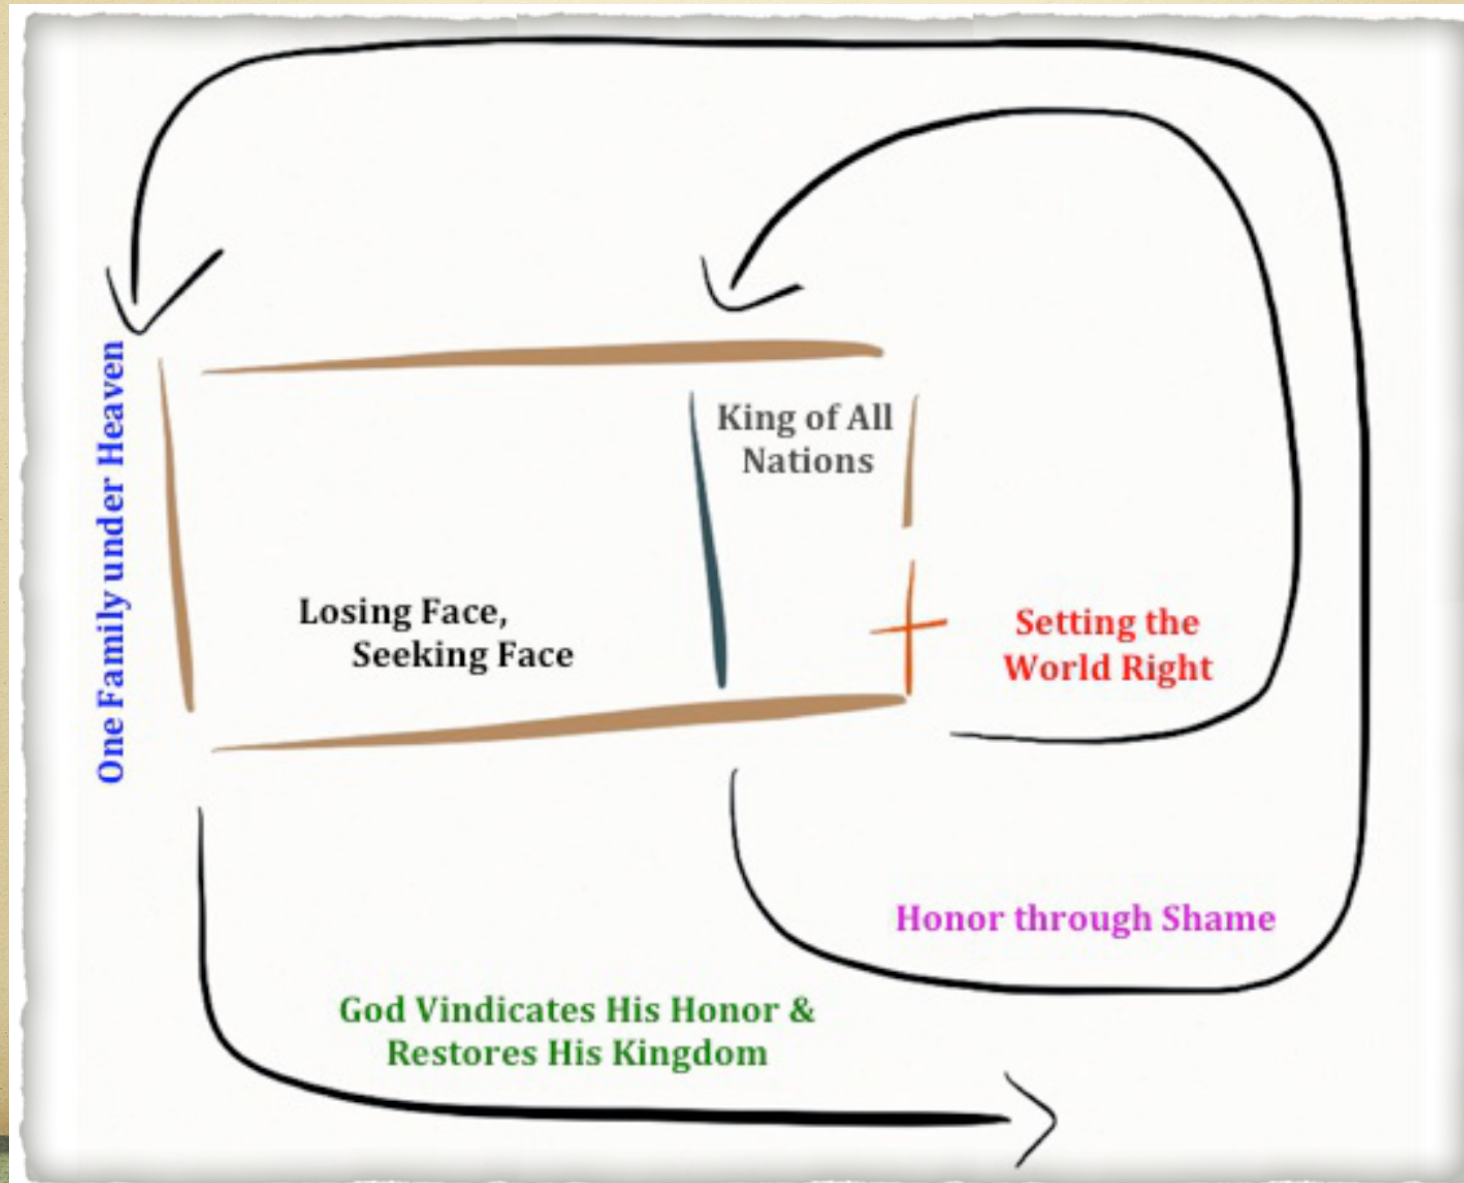 One Family under Heaven
King of All
Nations
Losing Face,
Seeking Face
Setting the
World Right
Honor through Shame
God Vindicates His Honor &
Restores His Kingdom